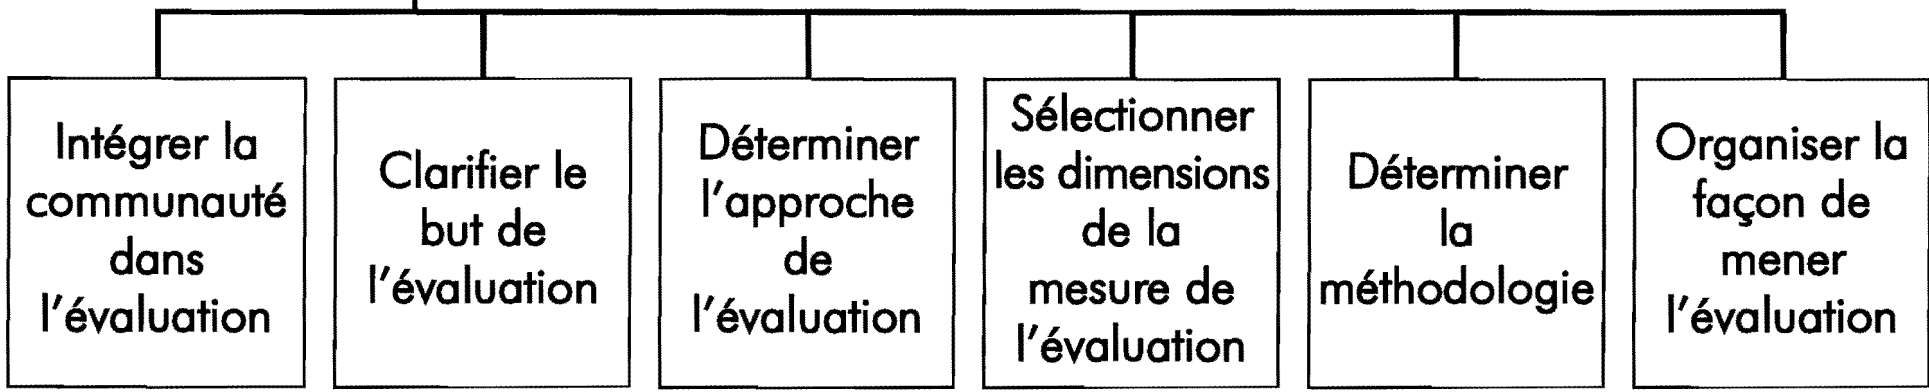 Intégrer la
communauté
dans
l'évaluation
Clarifier le
but de
l'évaluation
Déterminer
l'approche
de
l'évaluation
Sélectionner
les dimensions
de la
mesure de
l'évaluation
Déterminer
la
méthodologie
Organiser la
façon de
mener
l'évaluation